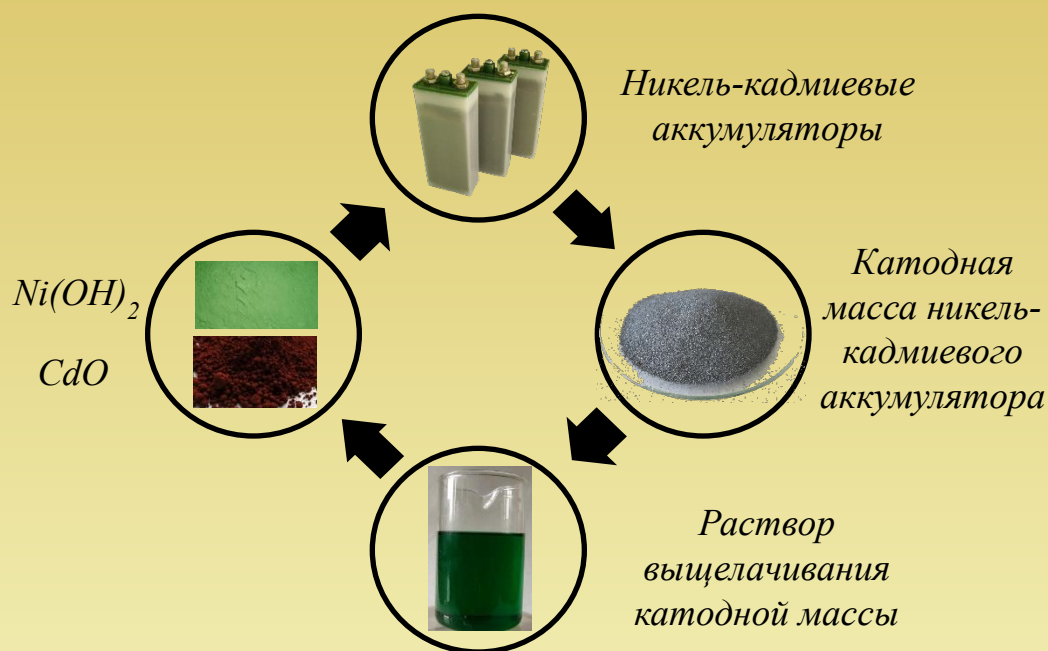 Никель-кадмиевые
аккумуляторы
Ni(OH)₂
CdO
Катодная
масса никель-
кадмиевого
аккумулятора
Раствор
выщелачивания
катодной массы